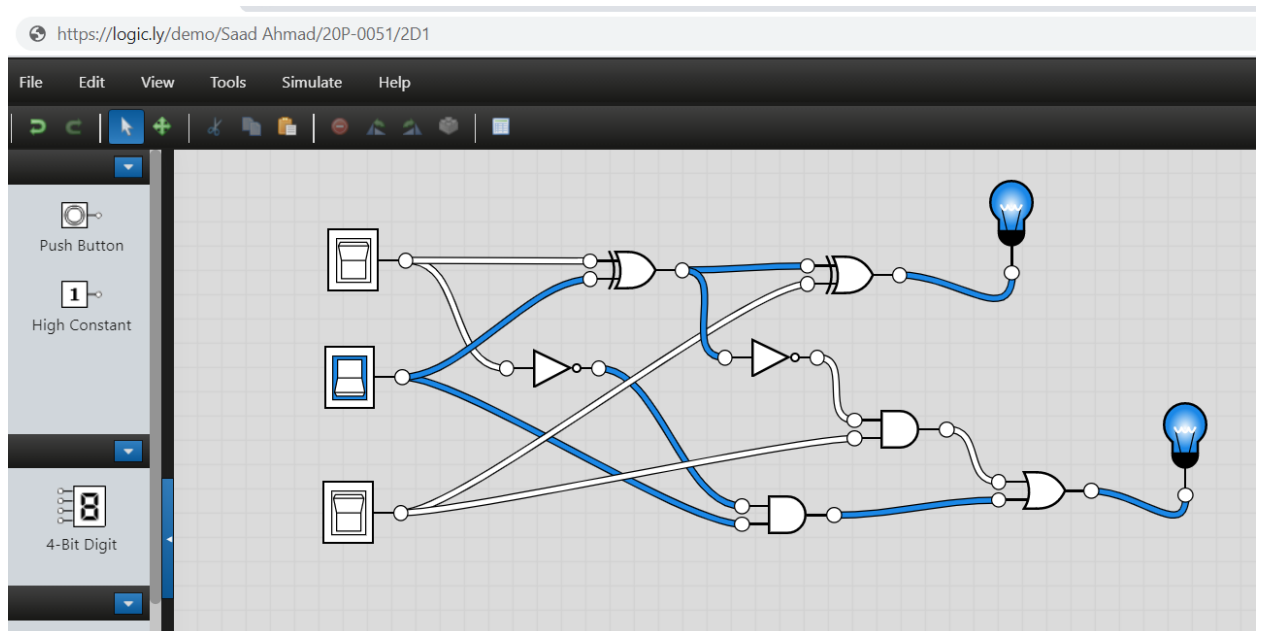 https://logic.ly/demo/Saad Ahmad/20P-0051/2D1
File Edit View Tools Simulate Help
Push Button
1
High Constant
8
4-Bit Digit